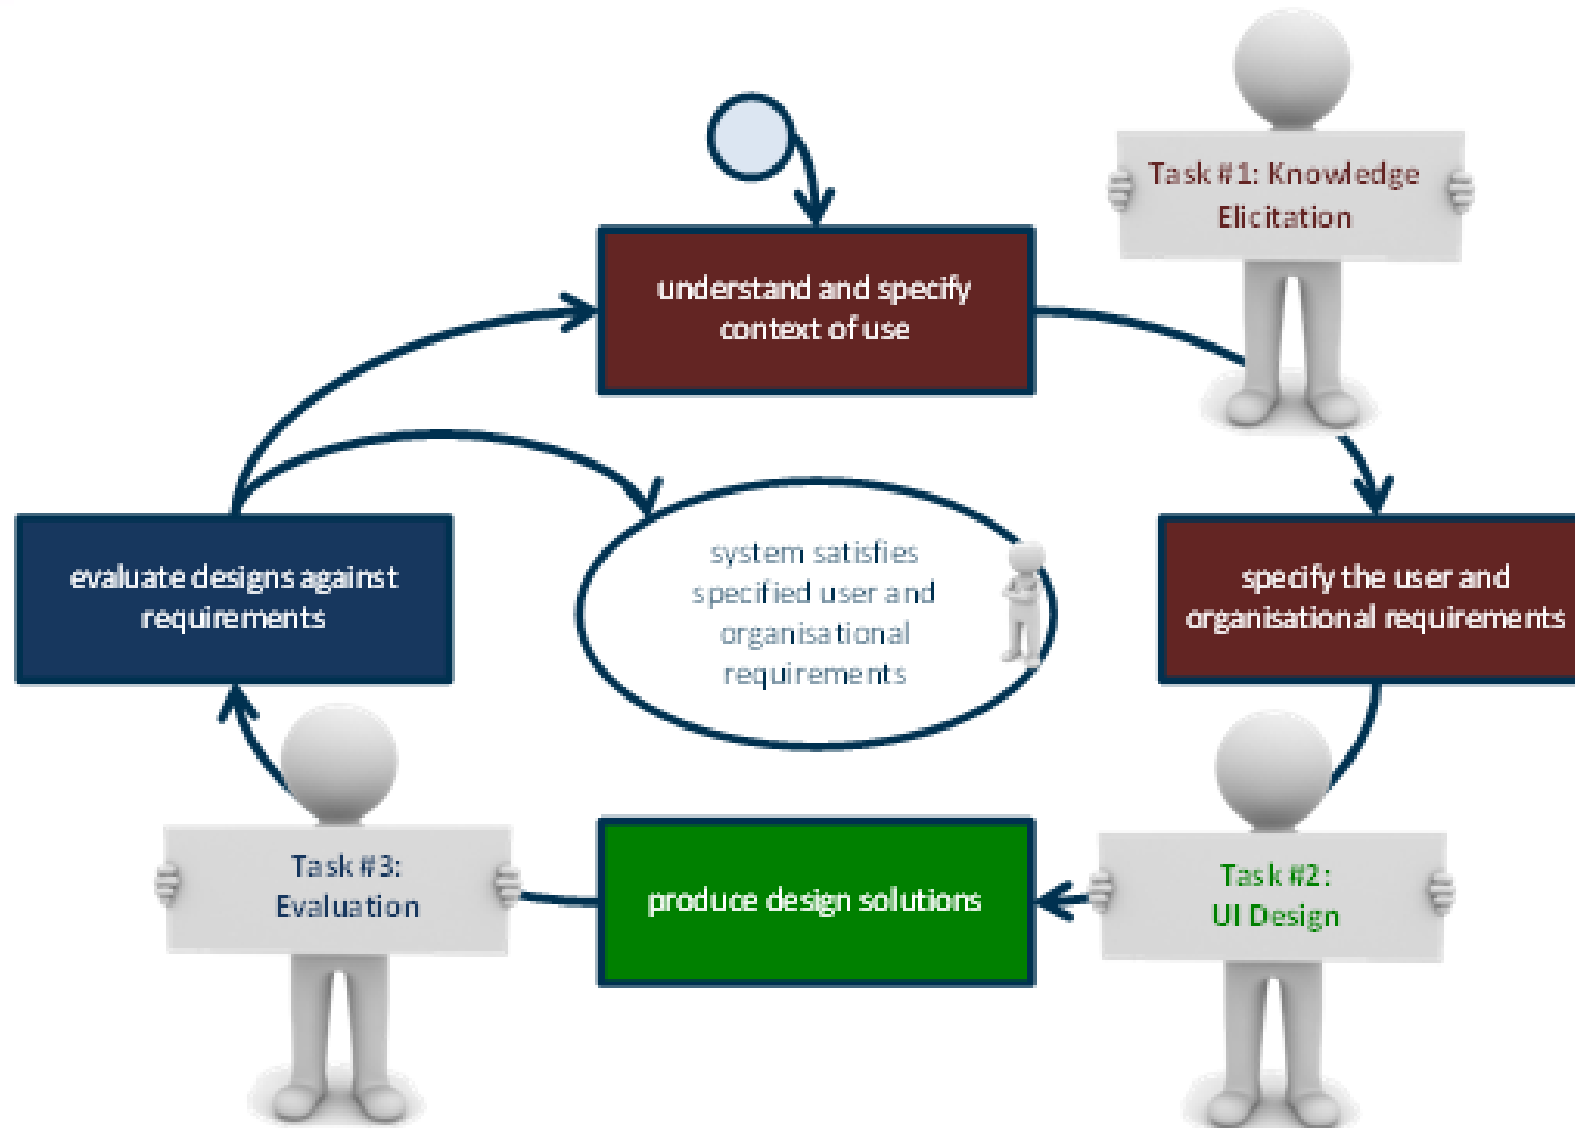 Task #1: Knowledge
Elicitation
understand and specify
context of use
system satisfies
specified user and
organisational
requirements
evaluate designs against
requirements
specify the user and
organisational requirements
Task #3:
Evaluation
produce design solutions
Task #2:
UI Design